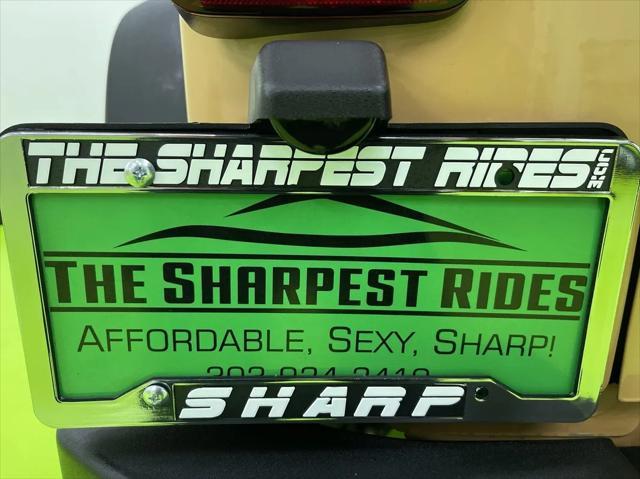 THE SHARPEST RIDES.COM
THE SHARPEST RIDES
AFFORDABLE, SEXY, SHARP!
SHARP